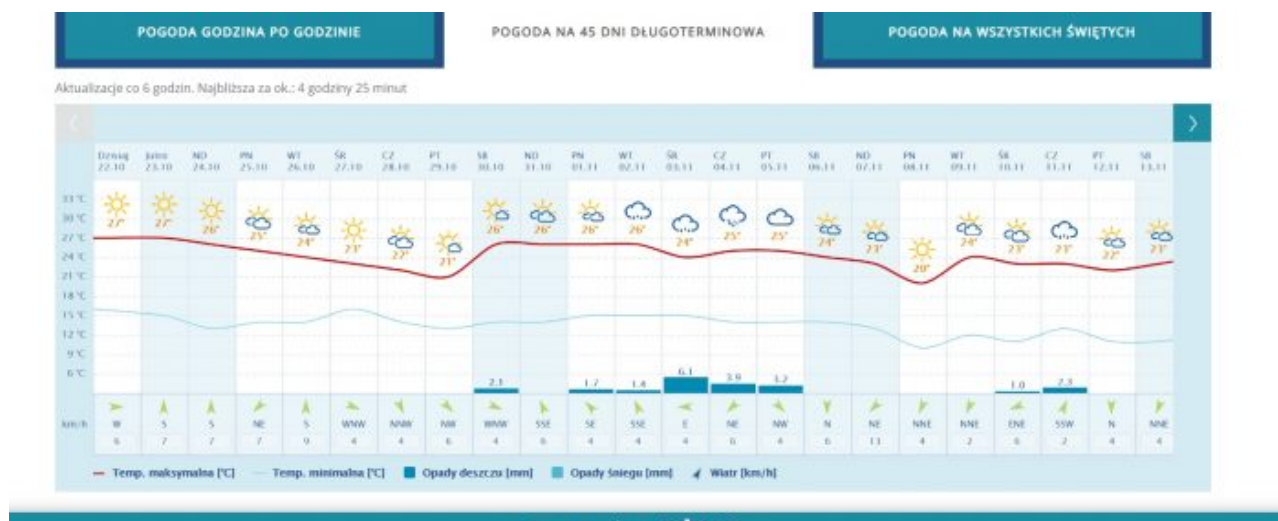 POGODA GODZINA PO GODZINIE
POGODA NA 45 DNI DŁUGOTERMINOWA
POGODA NA WSZYSTKICH ŚWIĘTYCH
Aktualizacje co 6 godzin. Najbliższa za ok.: 4 godziny 25 minut
Dzisiaj Jutro ND PN WT ŚR CZ PT SB ND PN WT ŚR CZ PT SB ND PN WT ŚR CZ PT SB
22.10 23.10 24.10 25.10 26.10 27.10 28.10 29.10 30.10 31.10 01.11 02.11 03.11 04.11 05.11 06.11 07.11 08.11 09.11 10.11 11.11 12.11 13.11
33 °C
30 °C
27 °C
24 °C
21 °C
18 °C
15 °C
12 °C
9 °C
6 °C
27° 27° 26° 25° 24° 23° 22° 21° 26° 26° 26° 26° 24° 25° 25° 24° 23° 20° 24° 23° 23° 22° 23°
2.1 1.7 1.4 6.1 3.9 3.2 1.0 2.3
km/h W S S NE S WNW NNW NW WNW SSE SE SSE E NE NW N NE NNE NNE ENE SSW N NNE
6 7 7 7 9 4 4 6 4 6 4 4 4 6 4 6 13 4 2 6 2 4 4
Temp. maksymalna [°C] Temp. minimalna [°C] Opady deszczu [mm] Opady śniegu [mm] Wiatr [km/h]